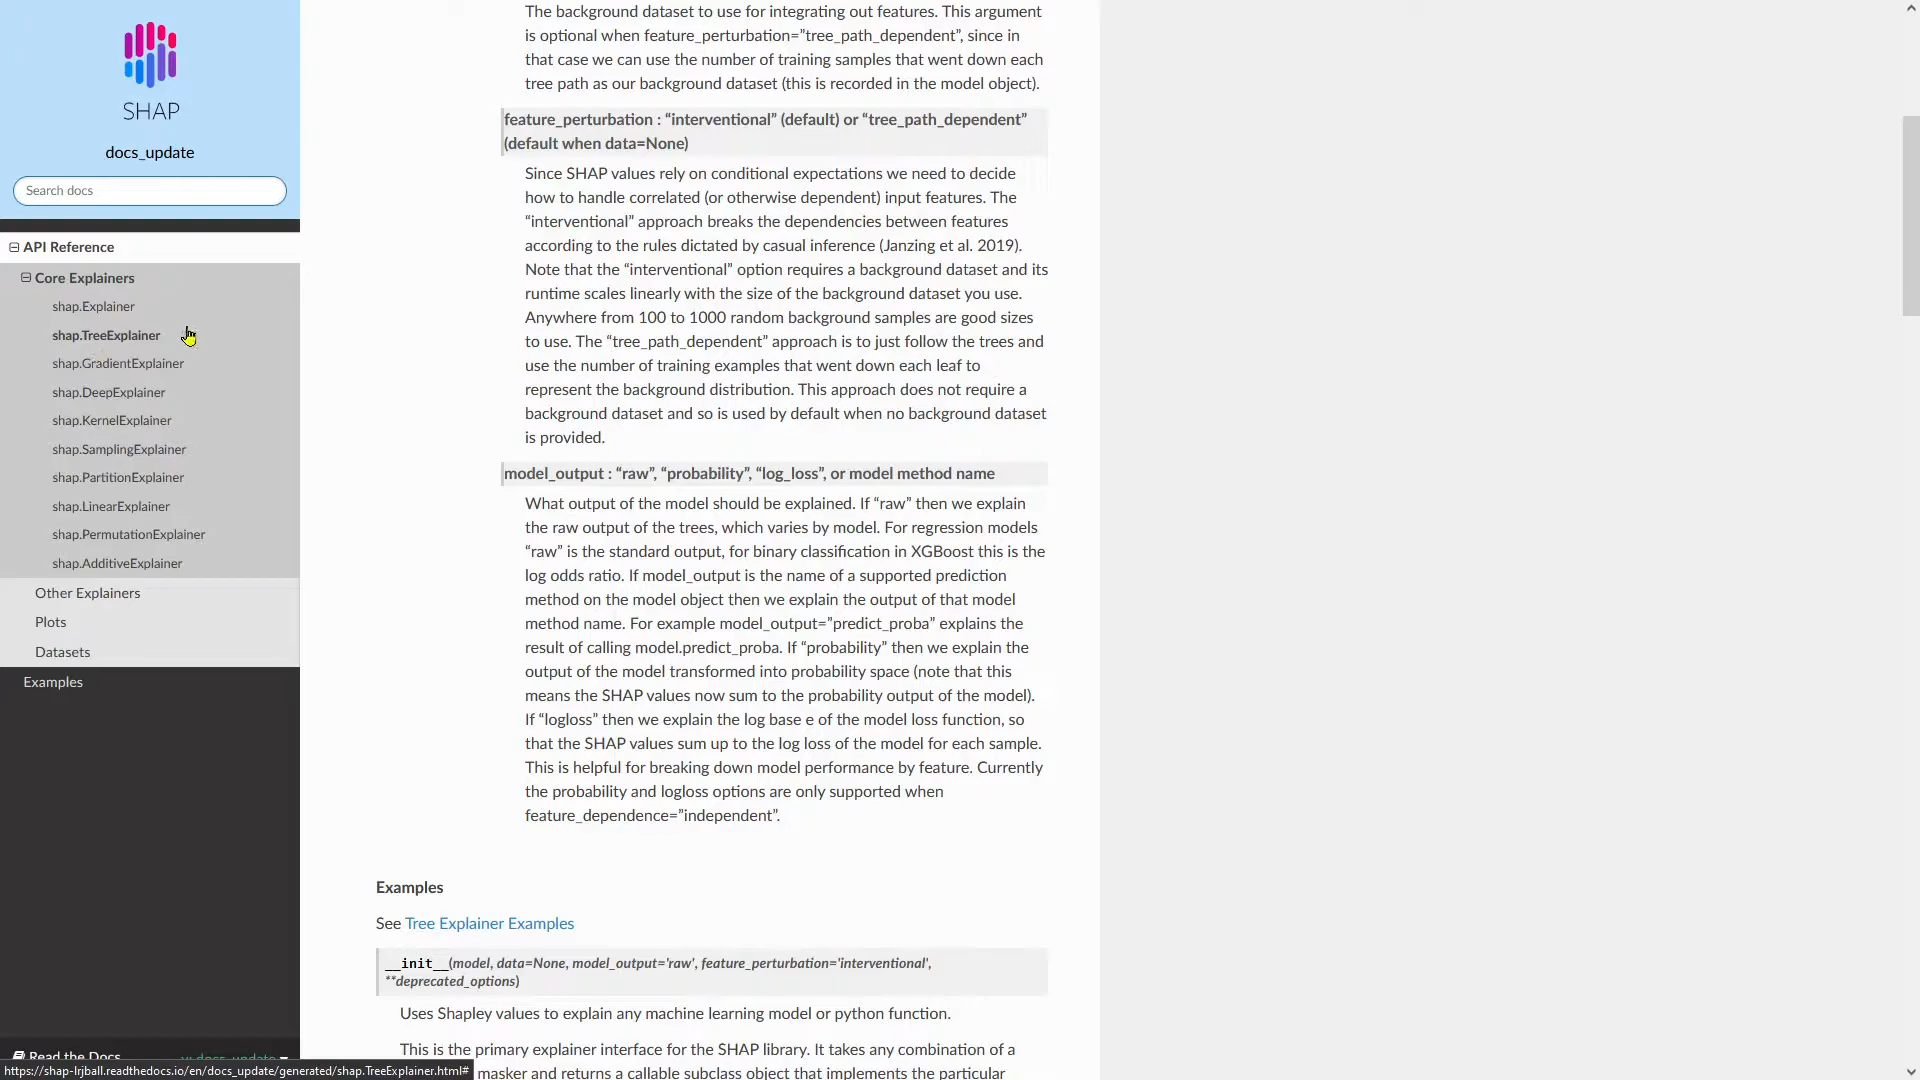 SHAP
docs_update
Search docs
API Reference
Core Explainers
shap.Explainer
shap.TreeExplainer
shap.GradientExplainer
shap.DeepExplainer
shap.KernelExplainer
shap.SamplingExplainer
shap.PartitionExplainer
shap.LinearExplainer
shap.PermutationExplainer
shap.AdditiveExplainer
Other Explainers
Plots
Datasets
Examples
Read the Docs
v: docs_update
https://shap-lrjball.readthedocs.io/en/docs_update/generated/shap.TreeExplainer.html#
The background dataset to use for integrating out features. This argument
is optional when feature_perturbation=”tree_path_dependent”, since in
that case we can use the number of training samples that went down each
tree path as our background dataset (this is recorded in the model object).
feature_perturbation : “interventional” (default) or “tree_path_dependent”
(default when data=None)
Since SHAP values rely on conditional expectations we need to decide
how to handle correlated (or otherwise dependent) input features. The
“interventional” approach breaks the dependencies between features
according to the rules dictated by casual inference (Janzing et al. 2019).
Note that the “interventional” option requires a background dataset and its
runtime scales linearly with the size of the background dataset you use.
Anywhere from 100 to 1000 random background samples are good sizes
to use. The “tree_path_dependent” approach is to just follow the trees and
use the number of training examples that went down each leaf to
represent the background distribution. This approach does not require a
background dataset and so is used by default when no background dataset
is provided.
model_output : “raw”, “probability”, “log_loss”, or model method name
What output of the model should be explained. If “raw” then we explain
the raw output of the trees, which varies by model. For regression models
“raw” is the standard output, for binary classification in XGBoost this is the
log odds ratio. If model_output is the name of a supported prediction
method on the model object then we explain the output of that model
method name. For example model_output=”predict_proba” explains the
result of calling model.predict_proba. If “probability” then we explain the
output of the model transformed into probability space (note that this
means the SHAP values now sum to the probability output of the model).
If “logloss” then we explain the log base e of the model loss function, so
that the SHAP values sum up to the log loss of the model for each sample.
This is helpful for breaking down model performance by feature. Currently
the probability and logloss options are only supported when
feature_dependence=”independent”.
Examples
See Tree Explainer Examples
__init__(model, data=None, model_output='raw', feature_perturbation='interventional',
**deprecated_options)
Uses Shapley values to explain any machine learning model or python function.
This is the primary explainer interface for the SHAP library. It takes any combination of a
masker and returns a callable subclass object that implements the particular